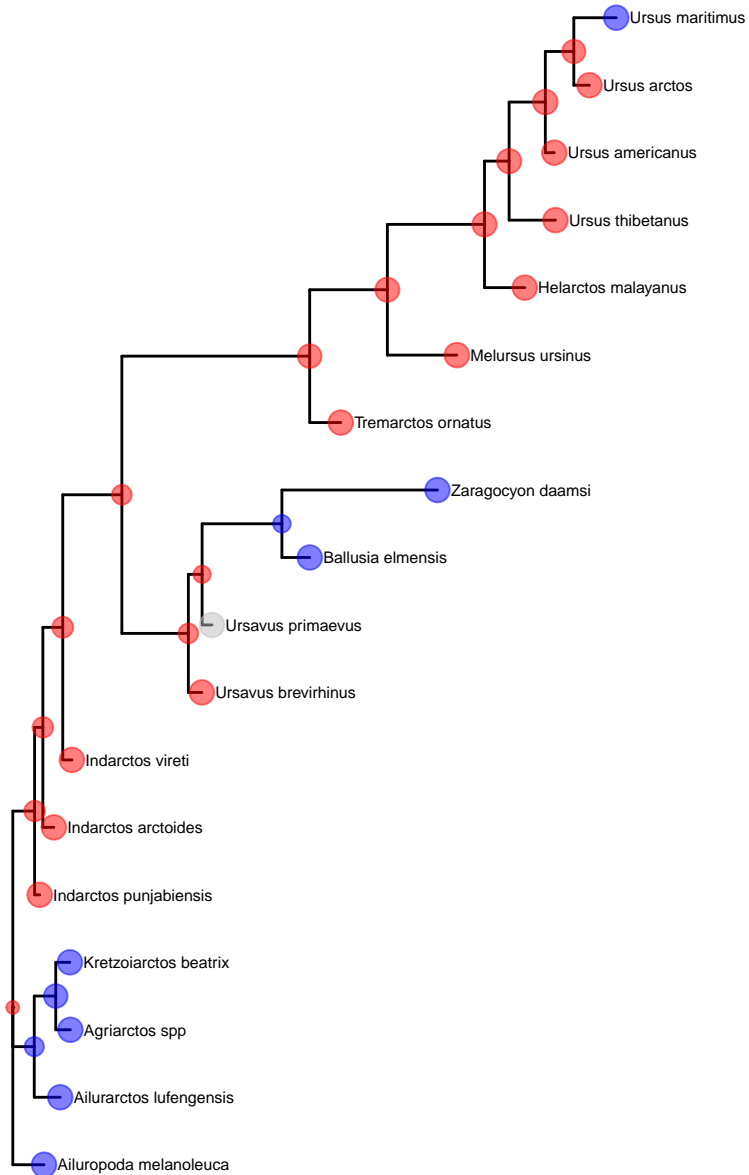 Ursus maritimus
Ursus arctos
Ursus americanus
Ursus thibetanus
Helarctos malayanus
Melursus ursinus
Tremarctos ornatus
Zaragocyon daamsi
Ballusia elmensis
Ursavus primaevus
Ursavus brevirhinus
Indarctos vireti
Indarctos arctoides
Indarctos punjabiensis
Kretzoiarctos beatrix
Agriarctos spp
Ailurarctos lufengensis
Ailuropoda melanoleuca